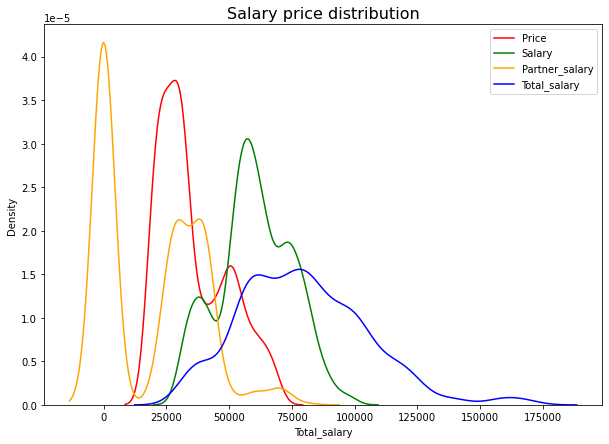 Salary price distribution
1e−5
Price
Salary
Partner_salary
Total_salary
4.0
3.5
3.0
2.5
2.0
1.5
1.0
0.5
0.0
Density
0 25000 50000 75000 100000 125000 150000 175000
Total_salary